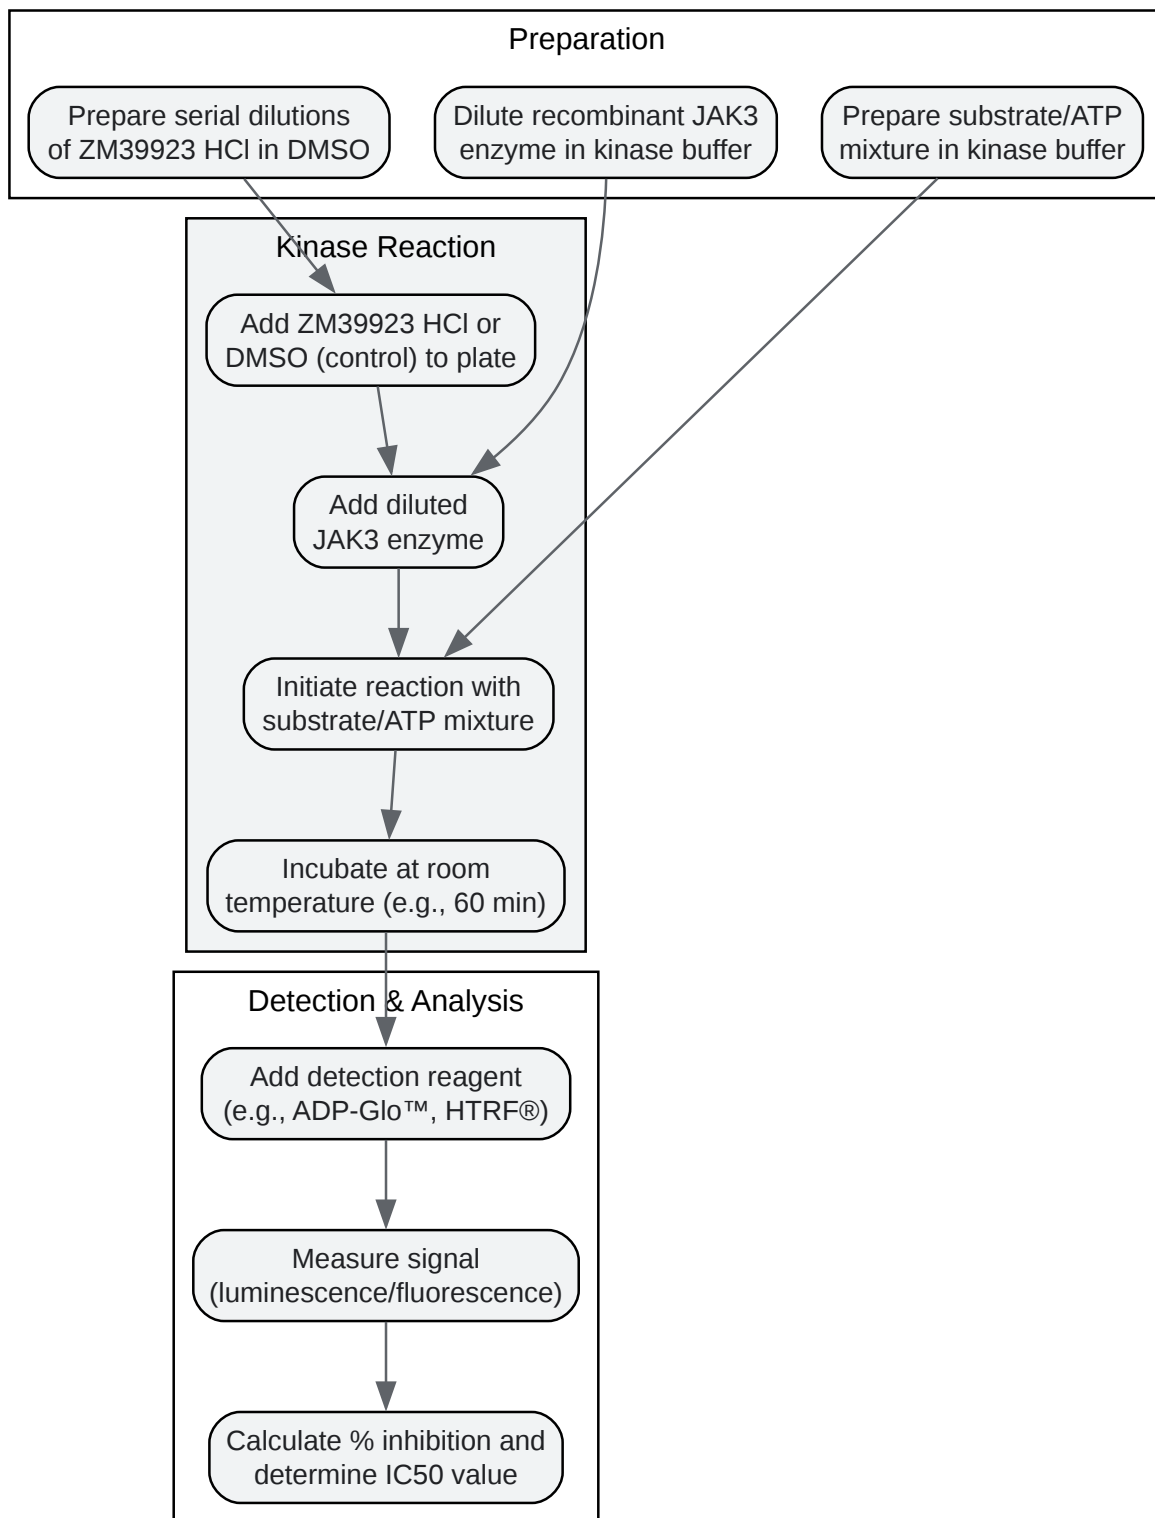 Preparation
Prepare serial dilutions
of ZM39923 HCl in DMSO
Dilute recombinant JAK3
enzyme in kinase buffer
Prepare substrate/ATP
mixture in kinase buffer
Kinase Reaction
Add ZM39923 HCl or
DMSO (control) to plate
Add diluted
JAK3 enzyme
Initiate reaction with
substrate/ATP mixture
Incubate at room
temperature (e.g., 60 min)
Detection & Analysis
Add detection reagent
(e.g., ADP-Glo™, HTRF®)
Measure signal
(luminescence/fluorescence)
Calculate % inhibition and
determine IC50 value